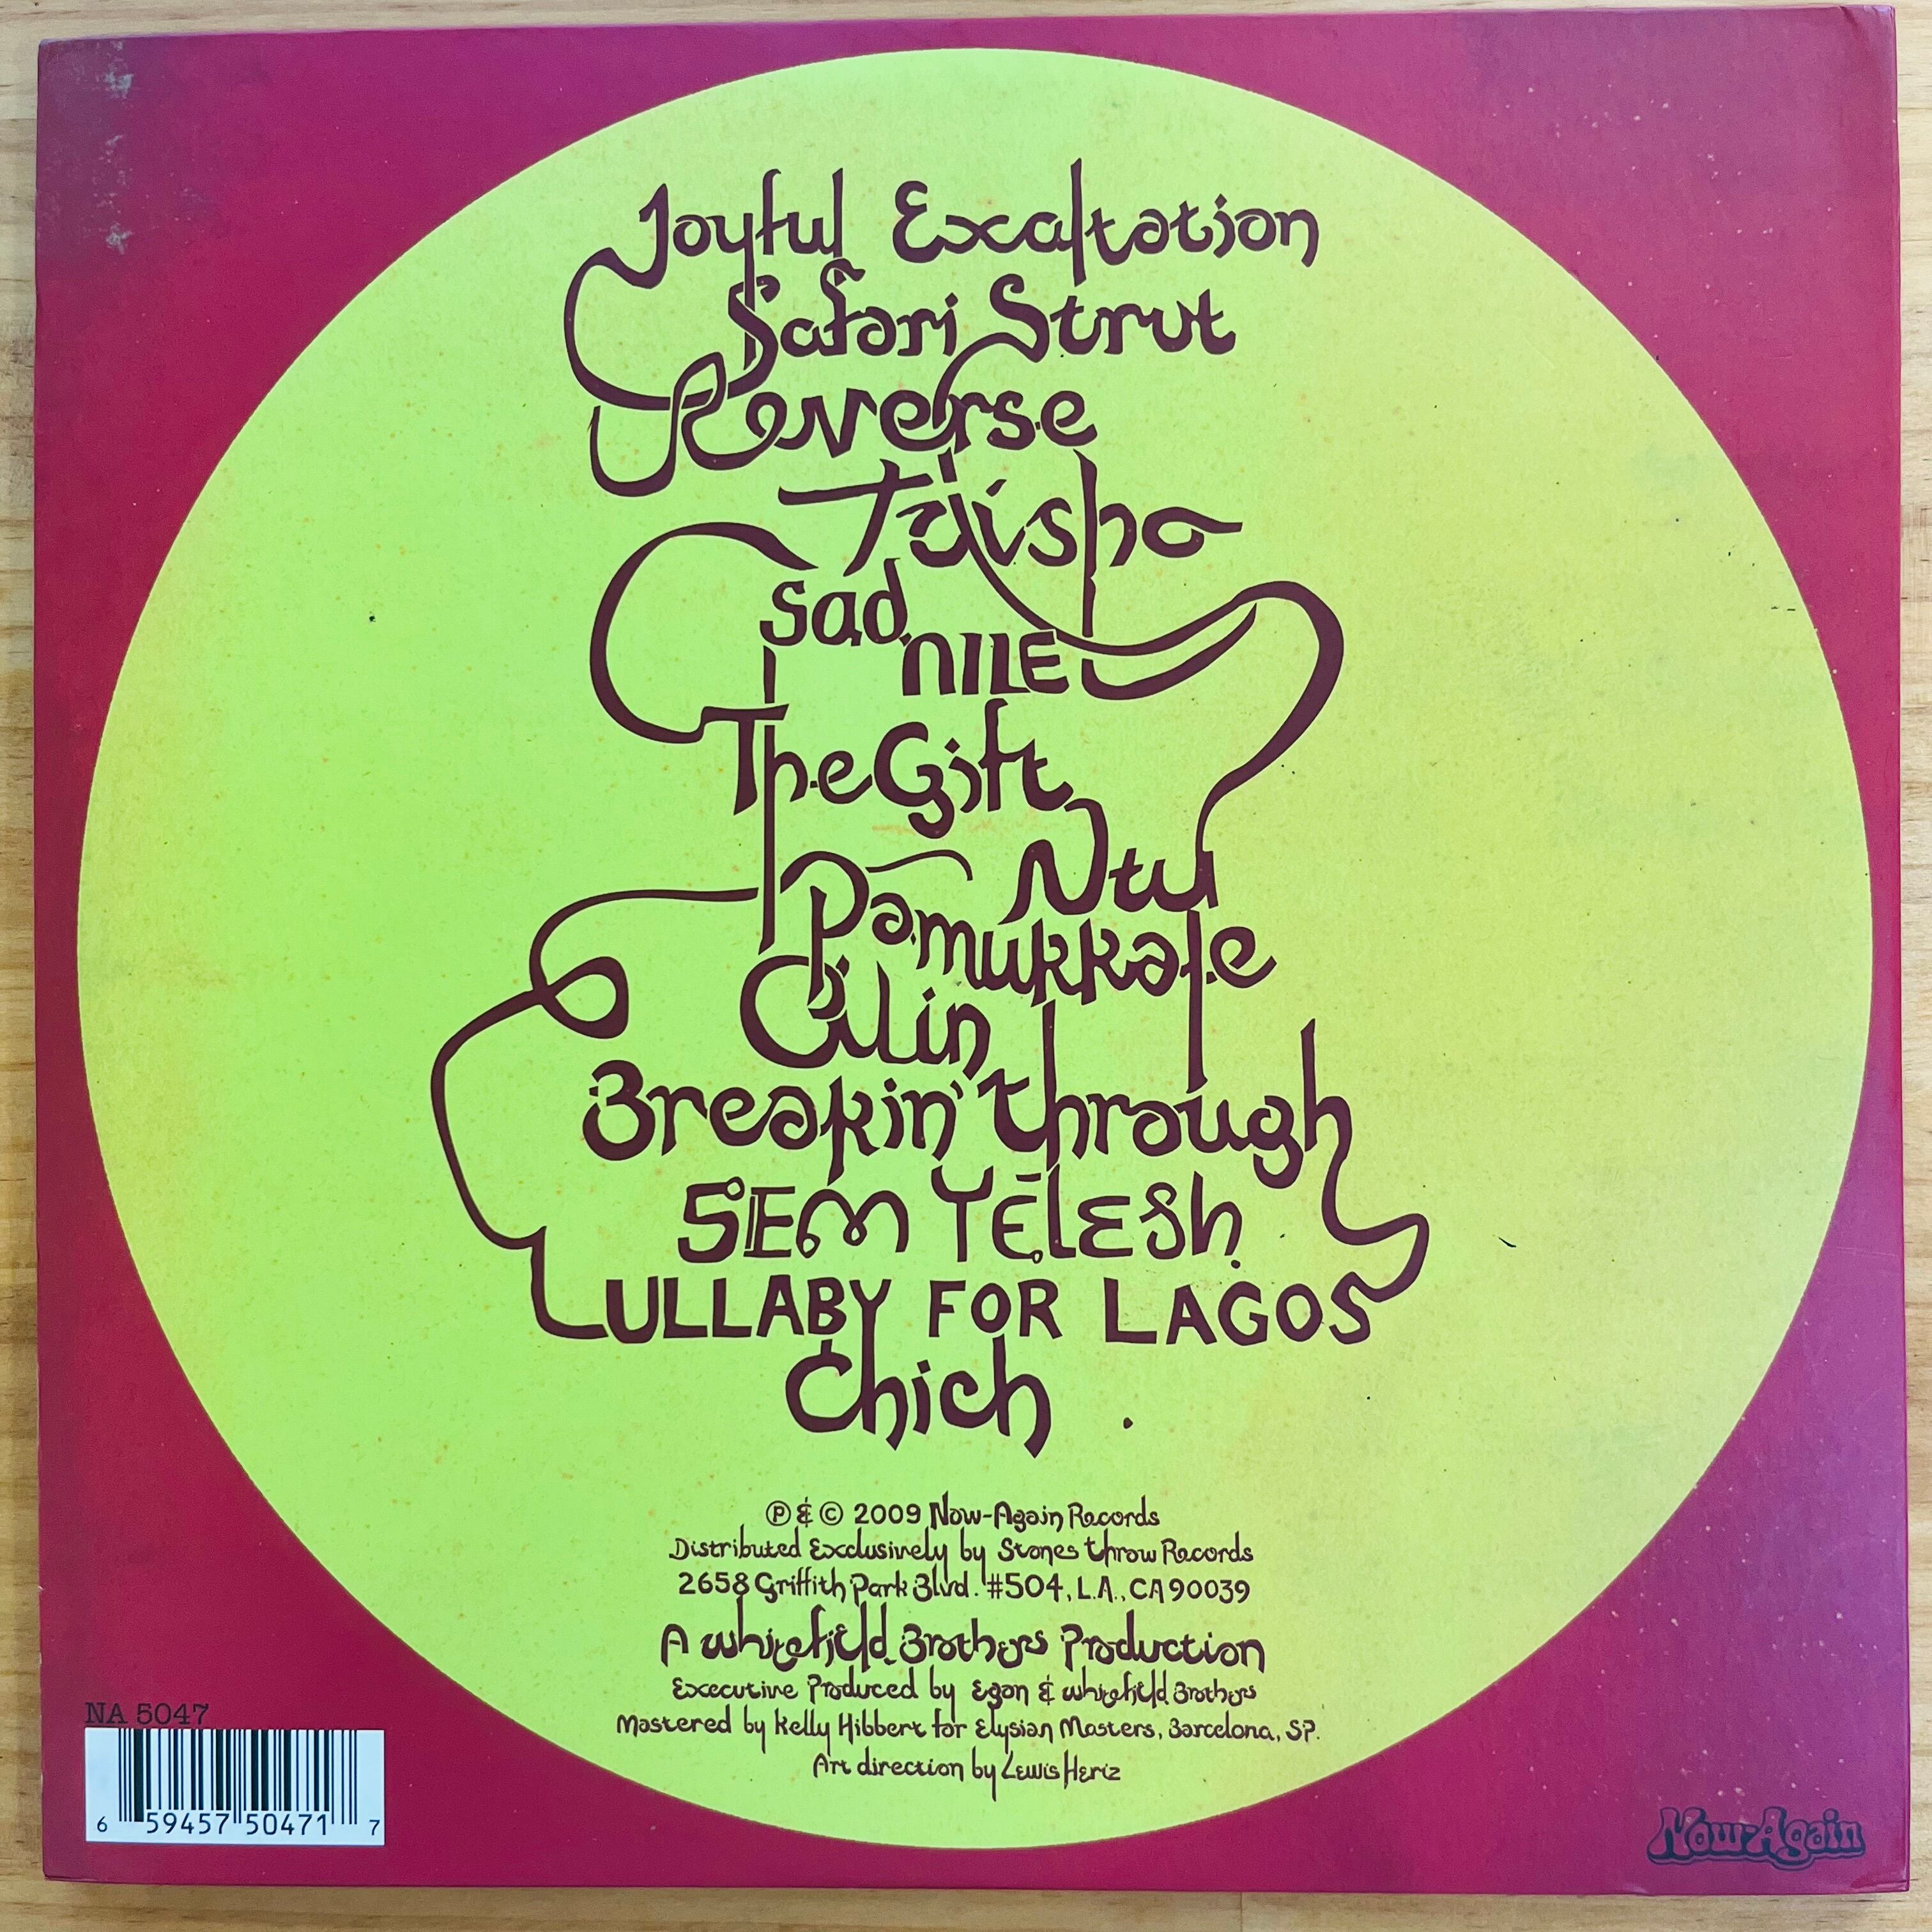 Joyful Exaltation
Safari Strut
Reverse
Taisho
Sad
NILE
The Gift
Ntu
Pamukkale
Cilin
Breakin' through
SEM YELESH
LULLABY FOR LAGOS
Chich
℗ & © 2009 Now-Again Records
Distributed Exclusively by Stones Throw Records
2658 Griffith Park Blvd. #504, L.A., CA 90039
A Whitefield Brothers Production
Executive Produced by Egon & Whitefield Brothers
Mastered by Kelly Hibbert for Elysian Masters, Barcelona, SP.
Art direction by Lewis Heriz
NA 5047
6 59457 50471 7
Now-Again